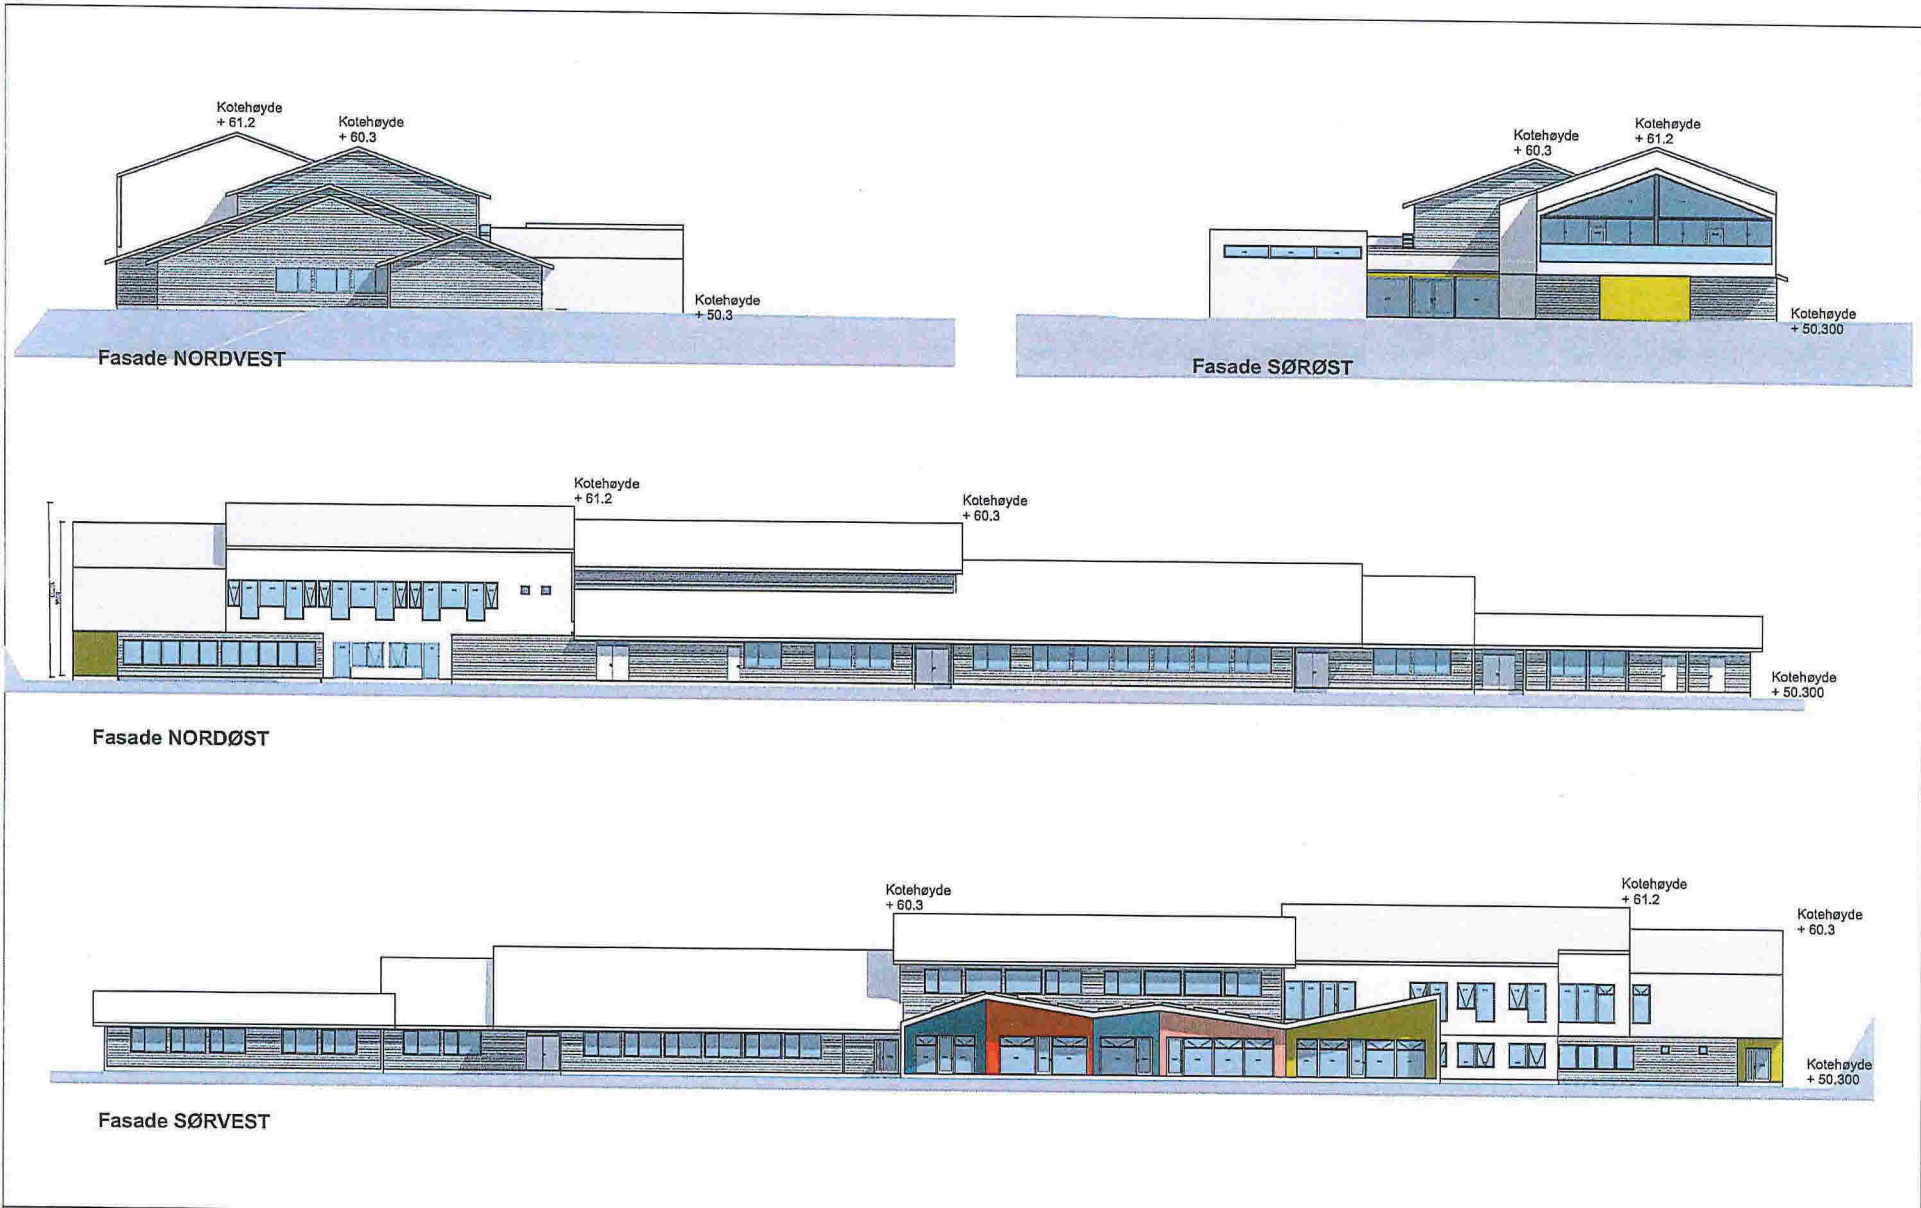 Kotehøyde
+ 61.2
Kotehøyde
+ 60.3
Kotehøyde
+ 50.3
Fasade NORDVEST
Kotehøyde
+ 60.3
Kotehøyde
+ 61.2
Kotehøyde
+ 50.300
Fasade SØRØST
Kotehøyde
+ 61.2
Kotehøyde
+ 60.3
Kotehøyde
+ 50.300
Fasade NORDØST
Kotehøyde
+ 60.3
Kotehøyde
+ 61.2
Kotehøyde
+ 60.3
Kotehøyde
+ 50.300
Fasade SØRVEST